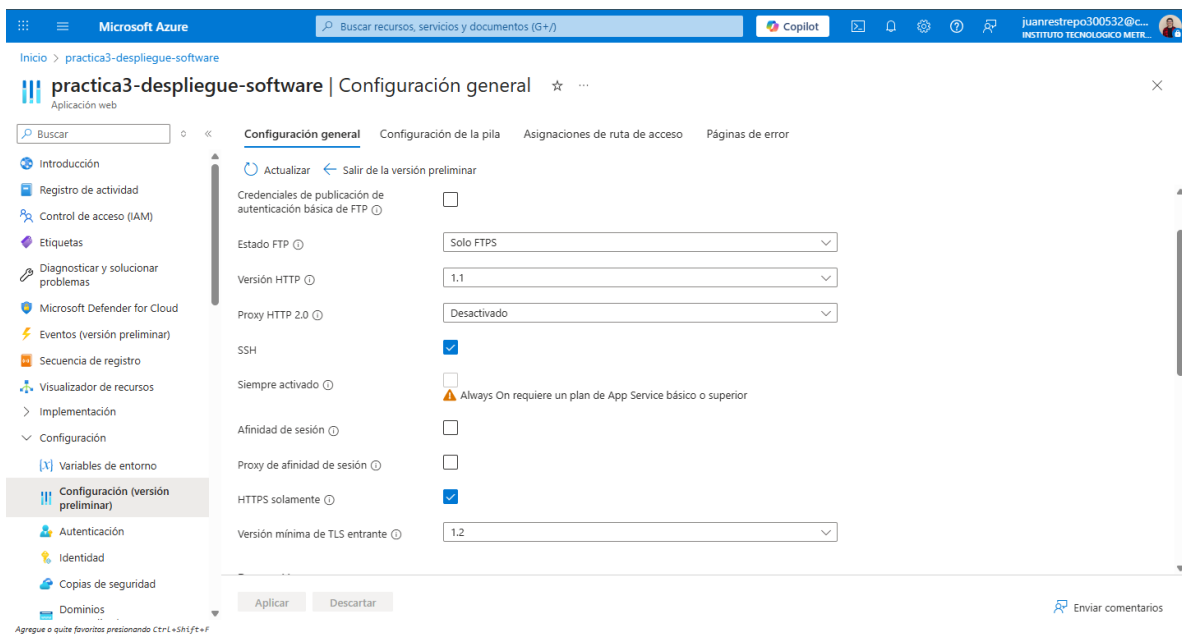 Microsoft Azure
Buscar recursos, servicios y documentos (G+/)
Copilot
juanrestrepo300532@c...
INSTITUTO TECNOLOGICO METR...
Inicio > practica3-despliegue-software
practica3-despliegue-software | Configuración general
Aplicación web
Buscar
Introducción
Registro de actividad
Control de acceso (IAM)
Etiquetas
Diagnosticar y solucionar
problemas
Microsoft Defender for Cloud
Eventos (versión preliminar)
Secuencia de registro
Visualizador de recursos
Implementación
Configuración
Variables de entorno
Configuración (versión
preliminar)
Autenticación
Identidad
Copias de seguridad
Dominios
Configuración general
Configuración de la pila
Asignaciones de ruta de acceso
Páginas de error
Actualizar
Salir de la versión preliminar
Credenciales de publicación de
autenticación básica de FTP
Estado FTP
Solo FTPS
Versión HTTP
1.1
Proxy HTTP 2.0
Desactivado
SSH
Siempre activado
Always On requiere un plan de App Service básico o superior
Afinidad de sesión
Proxy de afinidad de sesión
HTTPS solamente
Versión mínima de TLS entrante
1.2
Aplicar
Descartar
Enviar comentarios
Agregue o quite favoritos presionando Ctrl+Shift+F